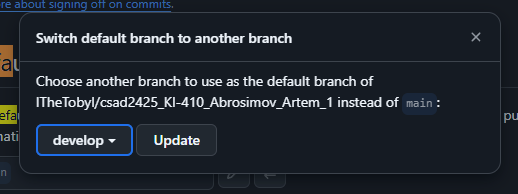 re about signing off on commits.
Switch default branch to another branch
Choose another branch to use as the default branch of
ITheTobyI/csad2425_KI-410_Abrosimov_Artem_1 instead of main:
develop
Update